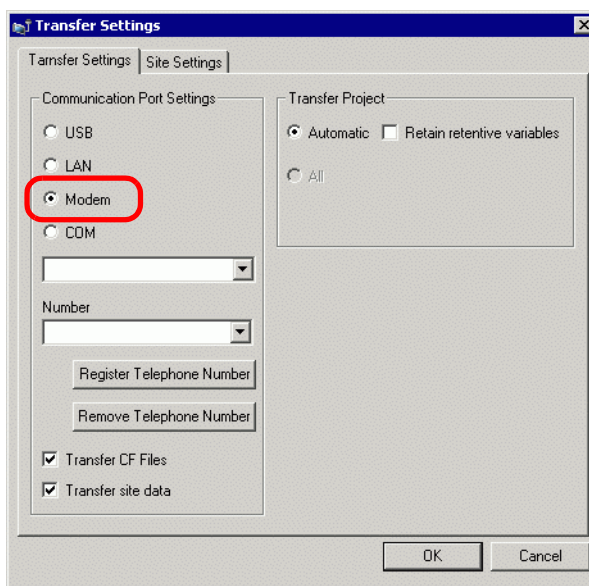 Transfer Settings
Tarnsfer Settings Site Settings
Communication Port Settings
USB
LAN
Modem
COM
Number
Register Telephone Number
Remove Telephone Number
Transfer CF Files
Transfer site data
Transfer Project
Automatic Retain retentive variables
All
OK Cancel